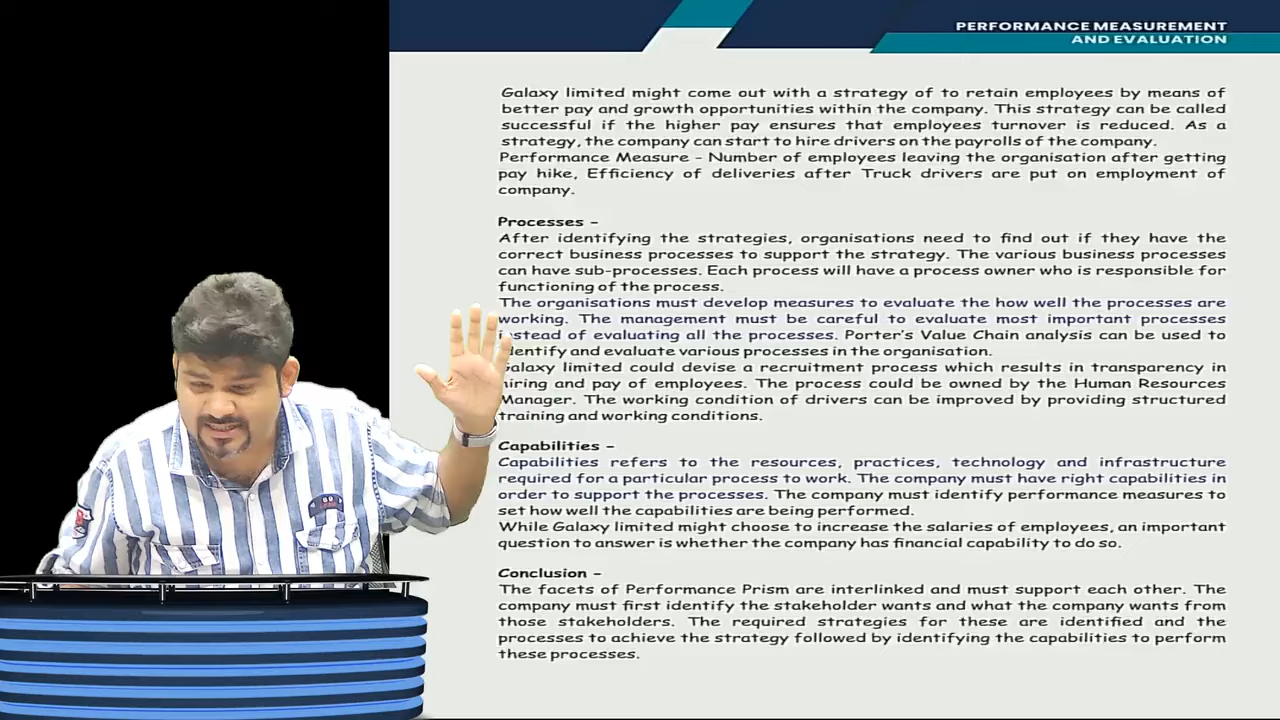 PERFORMANCE MEASUREMENT
AND EVALUATION
Galaxy limited might come out with a strategy of to retain employees by means of
better pay and growth opportunities within the company. This strategy can be called
successful if the higher pay ensures that employees turnover is reduced. As a
strategy, the company can start to hire drivers on the payrolls of the company.
Performance Measure - Number of employees leaving the organisation after getting
pay hike, Efficiency of deliveries after Truck drivers are put on employment of
company.
Processes -
After identifying the strategies, organisations need to find out if they have the
correct business processes to support the strategy. The various business processes
can have sub-processes. Each process will have a process owner who is responsible for
functioning of the process.
The organisations must develop measures to evaluate the how well the processes are
working. The management must be careful to evaluate most important processes
instead of evaluating all the processes. Porter's Value Chain analysis can be used to
identify and evaluate various processes in the organisation.
Galaxy limited could devise a recruitment process which results in transparency in
hiring and pay of employees. The process could be owned by the Human Resources
Manager. The working condition of drivers can be improved by providing structured
training and working conditions.
Capabilities -
Capabilities refers to the resources, practices, technology and infrastructure
required for a particular process to work. The company must have right capabilities in
order to support the processes. The company must identify performance measures to
set how well the capabilities are being performed.
While Galaxy limited might choose to increase the salaries of employees, an important
question to answer is whether the company has financial capability to do so.
Conclusion -
The facets of Performance Prism are interlinked and must support each other. The
company must first identify the stakeholder wants and what the company wants from
those stakeholders. The required strategies for these are identified and the
processes to achieve the strategy followed by identifying the capabilities to perform
these processes.